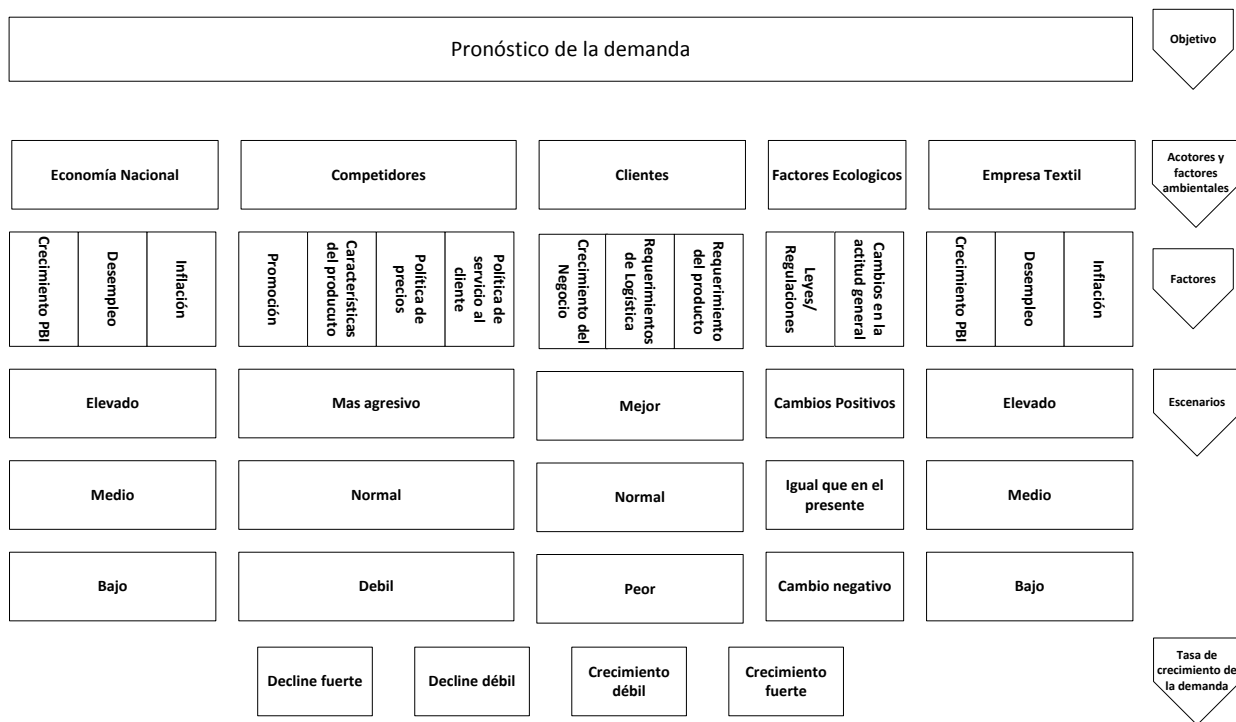 Pronóstico de la demanda
Objetivo
Economía Nacional
Competidores
Clientes
Factores Ecologicos
Empresa Textil
Acotores y
factores
ambientales
Crecimiento PBI
Desempleo
Inflación
Promoción
Características
del producuto
Política de
precios
Política de
servicio al
cliente
Crecimiento del
Negocio
Requerimientos
de Logística
Requerimiento
del producto
Leyes/
Regulaciones
Cambios en la
actitud general
Crecimiento PBI
Desempleo
Inflación
Factores
Elevado
Mas agresivo
Mejor
Cambios Positivos
Elevado
Escenarios
Medio
Normal
Normal
Igual que en el
presente
Medio
Bajo
Debil
Peor
Cambio negativo
Bajo
Decline fuerte
Decline débil
Crecimiento
débil
Crecimiento
fuerte
Tasa de
crecimiento de
la demanda